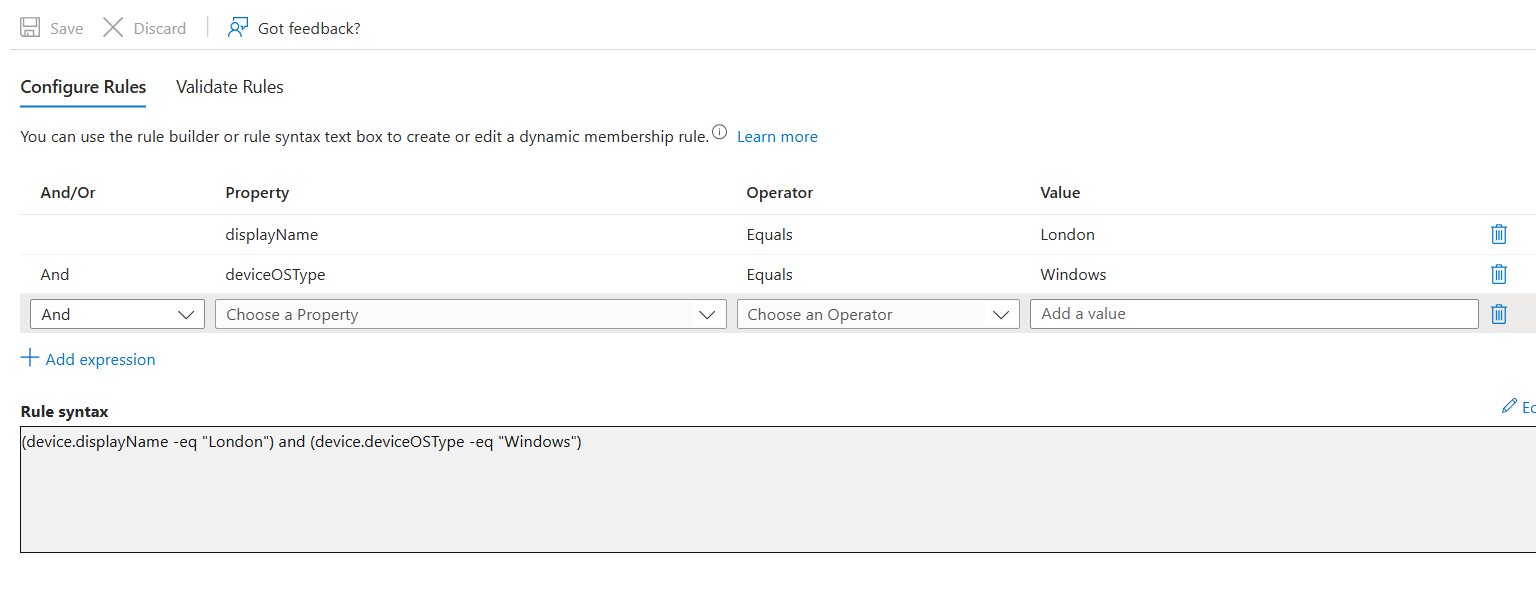 Save Discard Got feedback?
Configure Rules Validate Rules
You can use the rule builder or rule syntax text box to create or edit a dynamic membership rule. Learn more
And/Or Property Operator Value
displayName Equals London
And deviceOSType Equals Windows
And Choose a Property Choose an Operator Add a value
Add expression
Rule syntax
(device.displayName -eq "London") and (device.deviceOSType -eq "Windows")